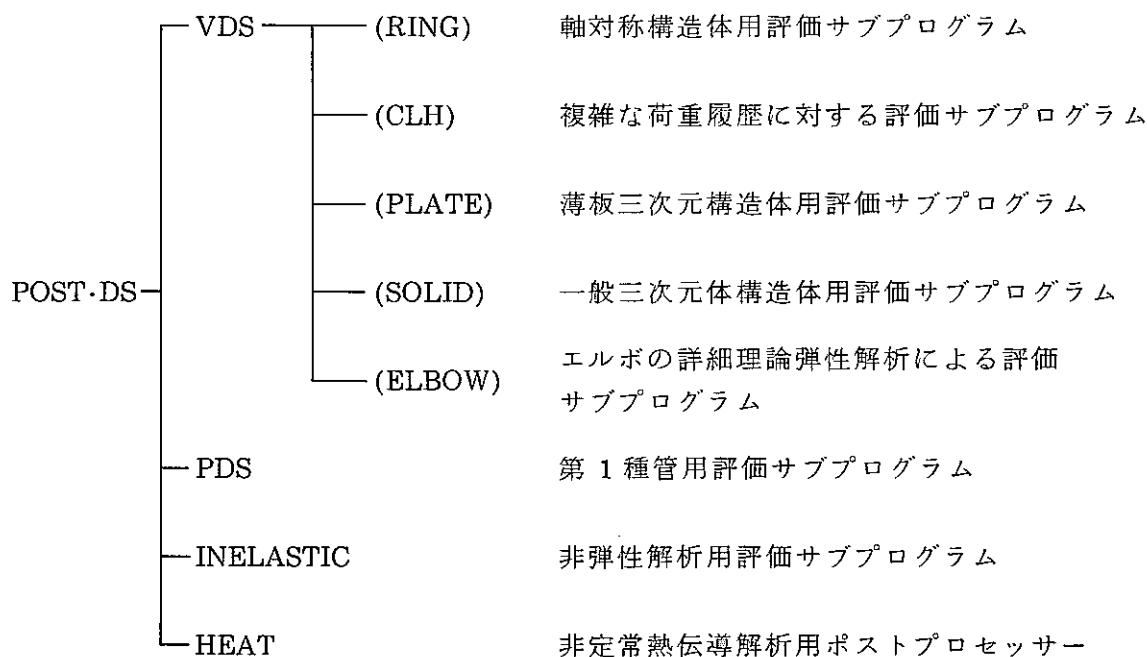 VDS (RING) 軸対称構造体用評価サブプログラム
(CLH) 複雑な荷重履歴に対する評価サブプログラム
(PLATE) 薄板三次元構造体用評価サブプログラム
POST・DS (SOLID) 一般三次元体構造体用評価サブプログラム
(ELBOW) エルボの詳細理論弾性解析による評価
サブプログラム
PDS 第1種管用評価サブプログラム
INELASTIC 非弾性解析用評価サブプログラム
HEAT 非定常熱伝導解析用ポストプロセッサー